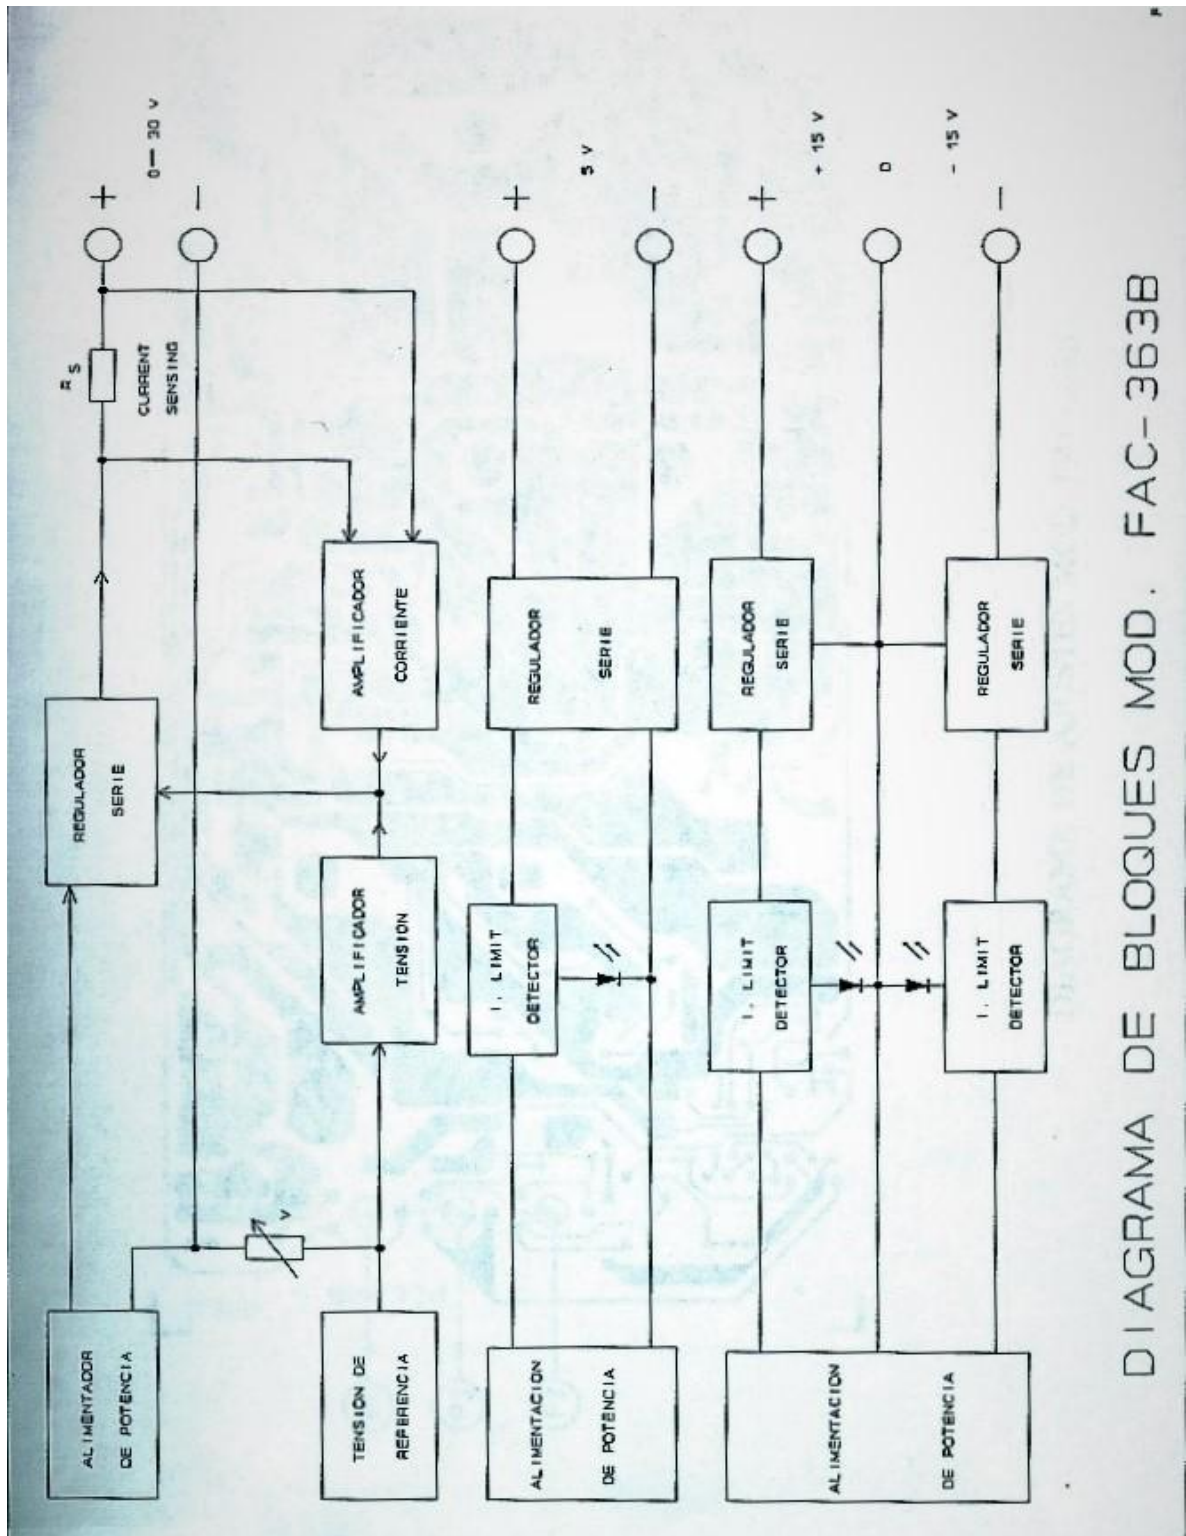 ALIMENTADOR
DE POTENCIA
REGULADOR
SERIE
R S
CURRENT
SENSING
+
0— 30 V
—
V
TENSION DE
REFERENCIA
AMPLIFICADOR
TENSION
AMPLIFICADOR
CORRIENTE
ALIMENTACION
DE POTENCIA
I. LIMIT
DETECTOR
REGULADOR
SERIE
+
5 V
—
ALIMENTACION
DE POTENCIA
I. LIMIT
DETECTOR
REGULADOR
SERIE
+
+ 15 V
0
I. LIMIT
DETECTOR
REGULADOR
SERIE
- 15 V
—
DIAGRAMA DE BLOQUES MOD. FAC-363B